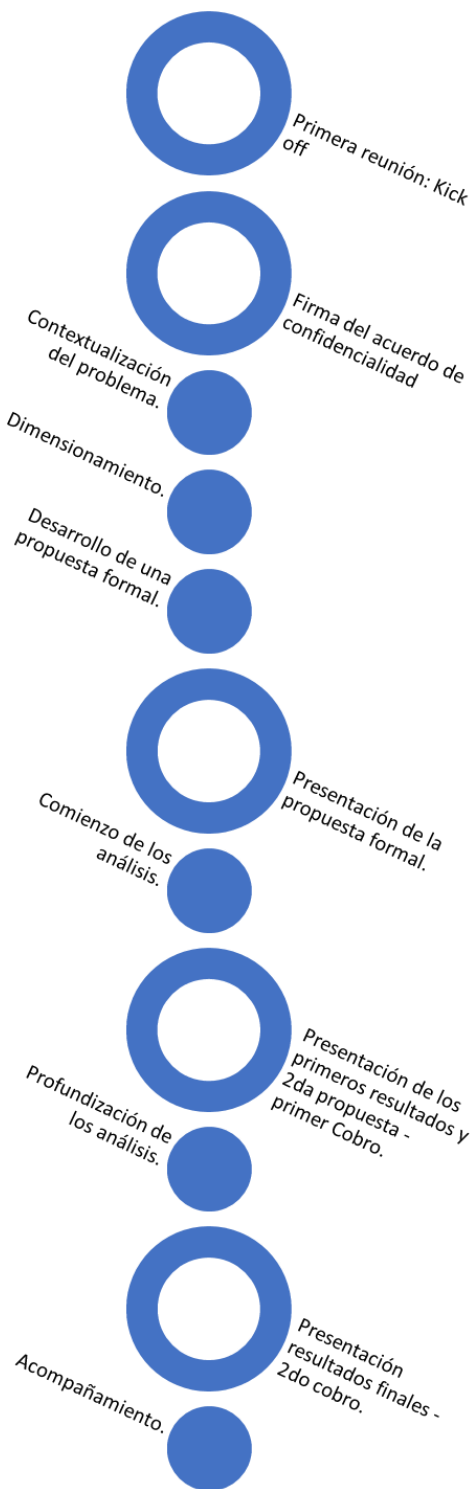 Primera reunión: Kick
off
Firma del acuerdo de
confidencialidad
Contextualización
del problema.
Dimensionamiento.
Desarrollo de una
propuesta formal.
Presentación de la
propuesta formal.
Comienzo de los
análisis.
Presentación de los
primeros resultados y
2da propuesta -
primer Cobro.
Profundización de
los análisis.
Presentación
resultados finales -
2do cobro.
Acompañamiento.